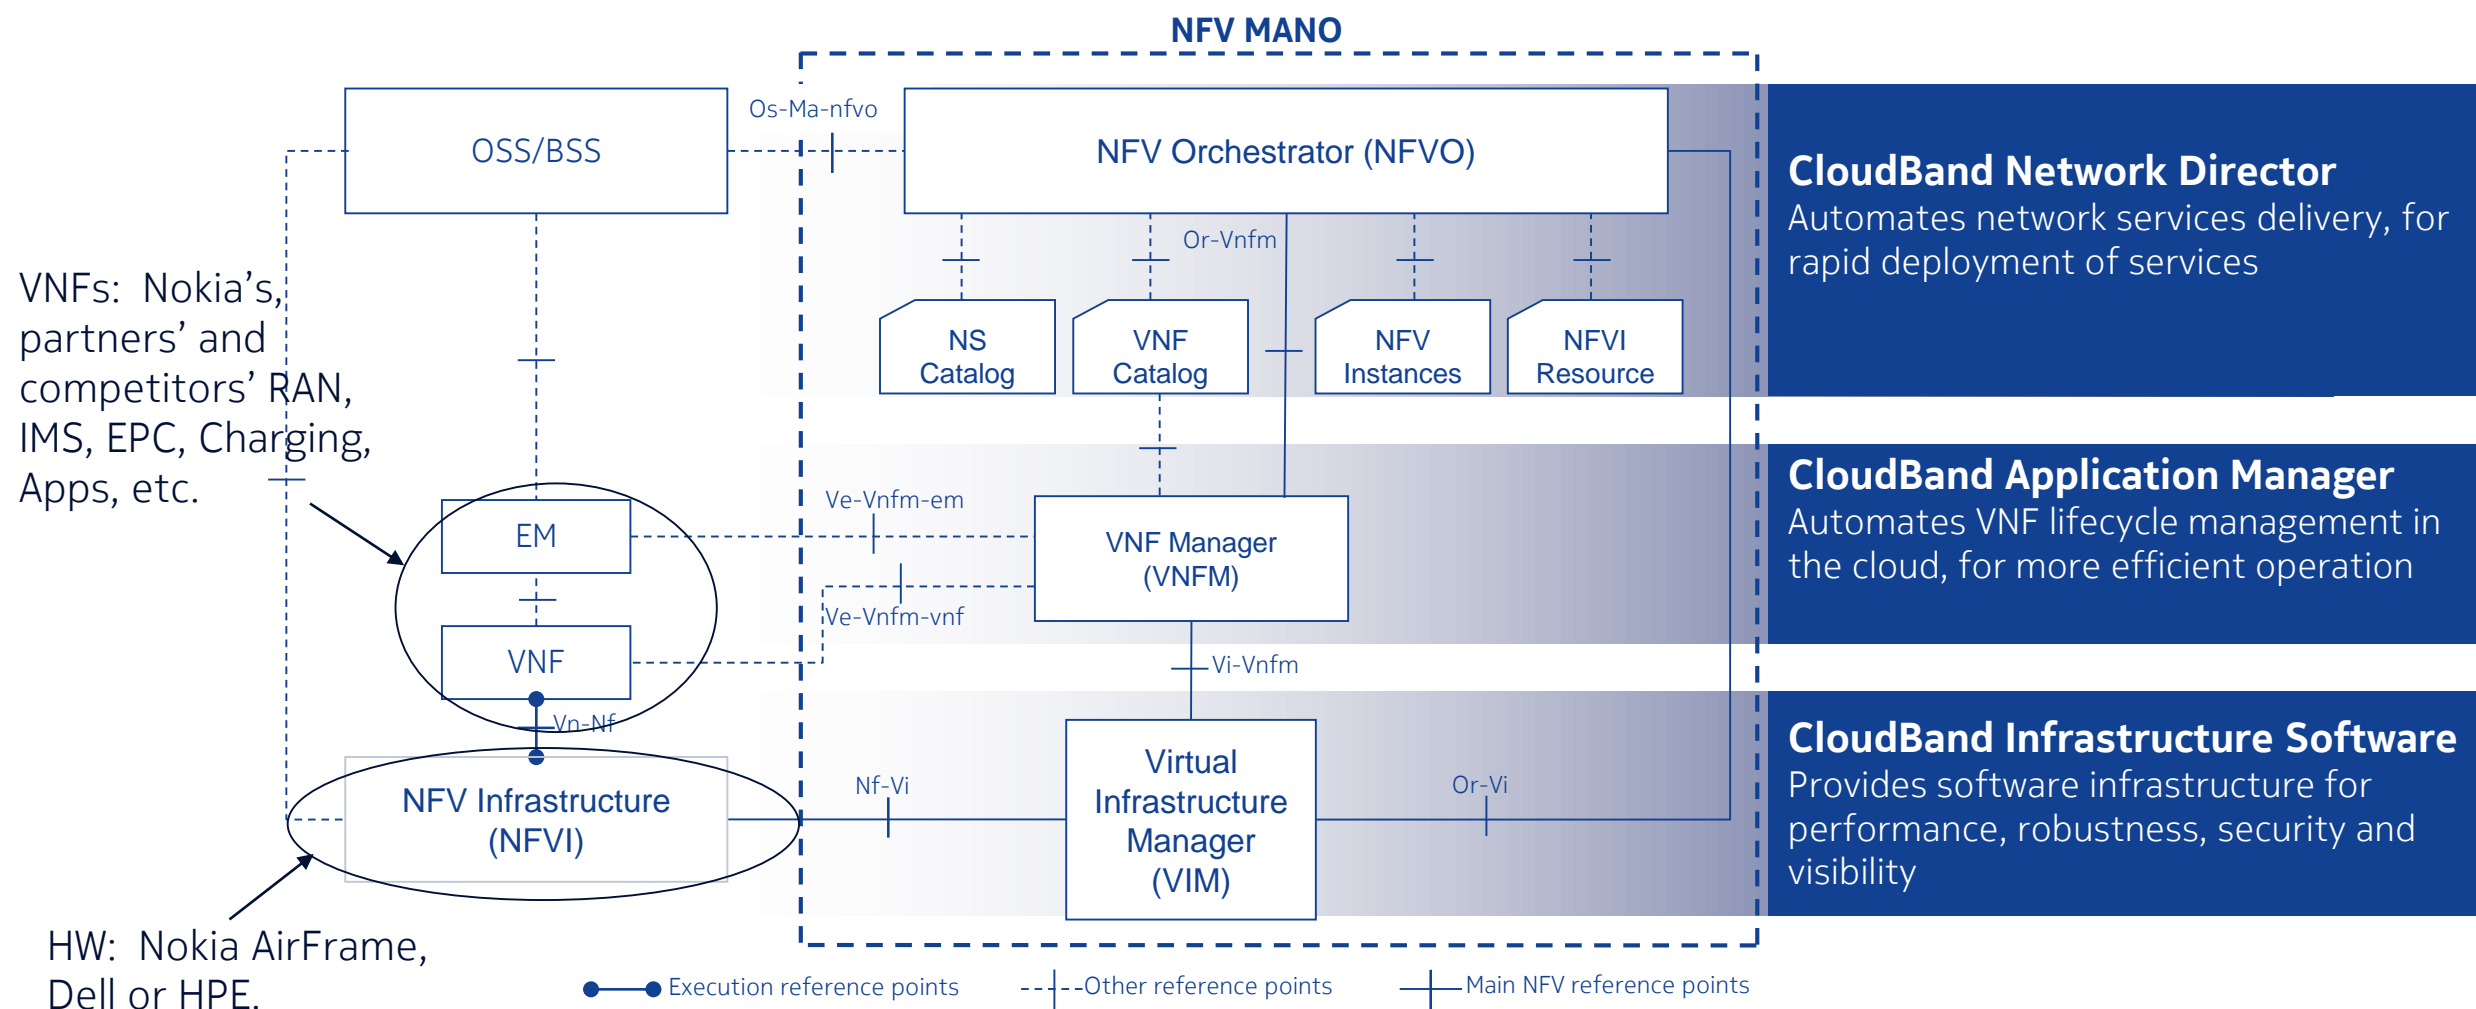 NFV MANO
Os-Ma-nfvo
OSS/BSS
NFV Orchestrator (NFVO)
CloudBand Network Director
Automates network services delivery, for
rapid deployment of services
Or-Vnfm
VNFs: Nokia's,
partners' and
competitors' RAN,
IMS, EPC, Charging,
Apps, etc.
NS
Catalog
VNF
Catalog
NFV
Instances
NFVI
Resource
CloudBand Application Manager
Automates VNF lifecycle management in
the cloud, for more efficient operation
Ve-Vnfm-em
EM
VNF Manager
(VNFM)
Ve-Vnfm-vnf
VNF
Vi-Vnfm
Vn-Nf
CloudBand Infrastructure Software
Provides software infrastructure for
performance, robustness, security and
visibility
NFV Infrastructure
(NFVI)
Nf-Vi
Virtual
Infrastructure
Manager
(VIM)
Or-Vi
HW: Nokia AirFrame,
Dell or HPE.
Execution reference points
Other reference points
Main NFV reference points